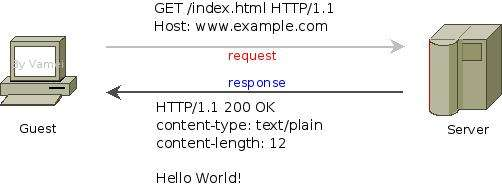 GET /index.html HTTP/1.1
Host: www.example.com
request
response
HTTP/1.1 200 OK
content-type: text/plain
content-length: 12
Hello World!
Guest
Server